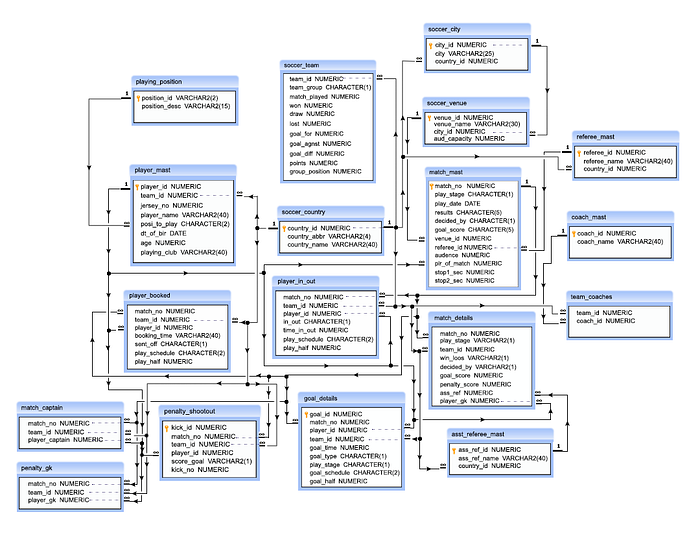 soccer_city
city_id NUMERIC
city VARCHAR2(25)
country_id NUMERIC
soccer_team
team_id NUMERIC
team_group CHARACTER(1)
match_played NUMERIC
won NUMERIC
draw NUMERIC
lost NUMERIC
goal_for NUMERIC
goal_agnst NUMERIC
goal_diff NUMERIC
points NUMERIC
group_position NUMERIC
playing_position
position_id VARCHAR2(2)
position_desc VARCHAR2(15)
soccer_venue
venue_id NUMERIC
venue_name VARCHAR2(30)
city_id NUMERIC
aud_capacity NUMERIC
referee_mast
referee_id NUMERIC
referee_name VARCHAR2(40)
country_id NUMERIC
player_mast
player_id NUMERIC
team_id NUMERIC
jersey_no NUMERIC
player_name VARCHAR2(40)
posi_to_play CHARACTER(2)
dt_of_bir DATE
age NUMERIC
playing_club VARCHAR2(40)
match_mast
match_no NUMERIC
play_stage CHARACTER(1)
play_date DATE
results CHARACTER(5)
decided_by CHARACTER(1)
goal_score CHARACTER(5)
venue_id NUMERIC
referee_id NUMERIC
audence NUMERIC
plr_of_match NUMERIC
stop1_sec NUMERIC
stop2_sec NUMERIC
soccer_country
country_id NUMERIC
country_abbr VARCHAR2(4)
country_name VARCHAR2(40)
coach_mast
coach_id NUMERIC
coach_name VARCHAR2(40)
player_in_out
match_no NUMERIC
team_id NUMERIC
player_id NUMERIC
in_out CHARACTER(1)
time_in_out NUMERIC
play_schedule CHARACTER(2)
play_half NUMERIC
player_booked
match_no NUMERIC
team_id NUMERIC
player_id NUMERIC
booking_time VARCHAR2(40)
sent_off CHARACTER(1)
play_schedule CHARACTER(2)
play_half NUMERIC
team_coaches
team_id NUMERIC
coach_id NUMERIC
match_details
match_no NUMERIC
play_stage VARCHAR2(1)
team_id NUMERIC
win_loos VARCHAR2(1)
decided_by VARCHAR2(1)
goal_score NUMERIC
penalty_score NUMERIC
ass_ref NUMERIC
player_gk NUMERIC
match_captain
match_no NUMERIC
team_id NUMERIC
player_captain NUMERIC
penalty_shootout
kick_id NUMERIC
match_no NUMERIC
team_id NUMERIC
player_id NUMERIC
score_goal VARCHAR2(1)
kick_no NUMERIC
goal_details
goal_id NUMERIC
match_no NUMERIC
player_id NUMERIC
team_id NUMERIC
goal_time NUMERIC
goal_type CHARACTER(1)
play_stage CHARACTER(1)
goal_schedule CHARACTER(2)
goal_half NUMERIC
asst_referee_mast
ass_ref_id NUMERIC
ass_ref_name VARCHAR2(40)
country_id NUMERIC
penalty_gk
match_no NUMERIC
team_id NUMERIC
player_gk NUMERIC